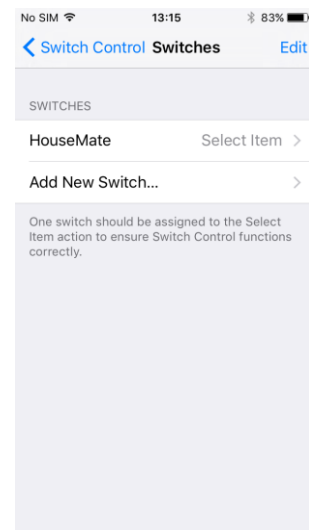 No SIM 13:15 83%
Switch Control Switches Edit
SWITCHES
HouseMate Select Item
Add New Switch...
One switch should be assigned to the Select
Item action to ensure Switch Control functions
correctly.